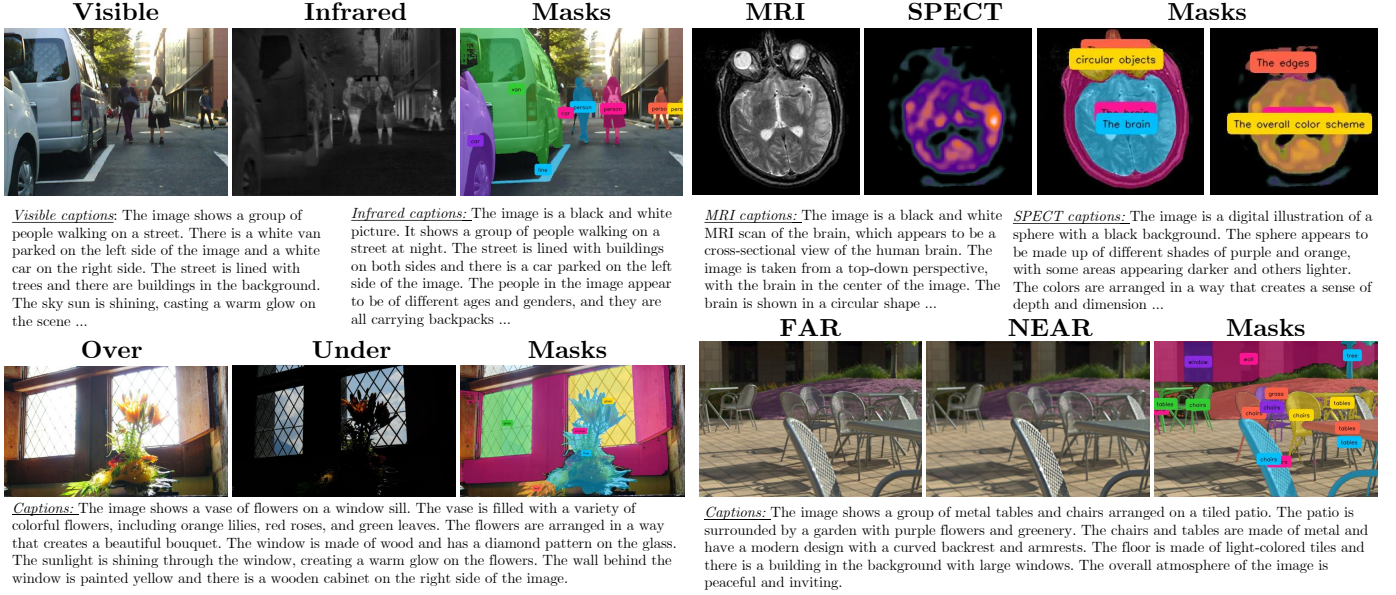 Visible
Infrared
Masks
van
person
person
car
person
pers
car
line
Visible captions: The image shows a group of
people walking on a street. There is a white van
parked on the left side of the image and a white
car on the right side. The street is lined with
trees and there are buildings in the background.
The sky sun is shining, casting a warm glow on
the scene ...
Infrared captions: The image is a black and white
picture. It shows a group of people walking on a
street at night. The street is lined with buildings
on both sides and there is a car parked on the left
side of the image. The people in the image appear
to be of different ages and genders, and they are
all carrying backpacks ...
MRI
SPECT
Masks
circular objects
The brain
The brain
The edges
The overall color scheme
MRI captions: The image is a black and white
MRI scan of the brain, which appears to be a
cross-sectional view of the human brain. The
image is taken from a top-down perspective,
with the brain in the center of the image. The
brain is shown in a circular shape ...
SPECT captions: The image is a digital illustration of a
sphere with a black background. The sphere appears to
be made up of different shades of purple and orange,
with some areas appearing darker and others lighter.
The colors are arranged in a way that creates a sense of
depth and dimension ...
Over
Under
Masks
Captions: The image shows a vase of flowers on a window sill. The vase is filled with a variety of
colorful flowers, including orange lilies, red roses, and green leaves. The flowers are arranged in a way
that creates a beautiful bouquet. The window is made of wood and has a diamond pattern on the glass.
The sunlight is shining through the window, creating a warm glow on the flowers. The wall behind the
window is painted yellow and there is a wooden cabinet on the right side of the image.
FAR
NEAR
Masks
window
wall
tree
grass
tables
chairs
chairs
chairs
chairs
tables
tables
tables
chairs
Captions: The image shows a group of metal tables and chairs arranged on a tiled patio. The patio is
surrounded by a garden with purple flowers and greenery. The chairs and tables are made of metal and
have a modern design with a curved backrest and armrests. The floor is made of light-colored tiles and
there is a building in the background with large windows. The overall atmosphere of the image is
peaceful and inviting.